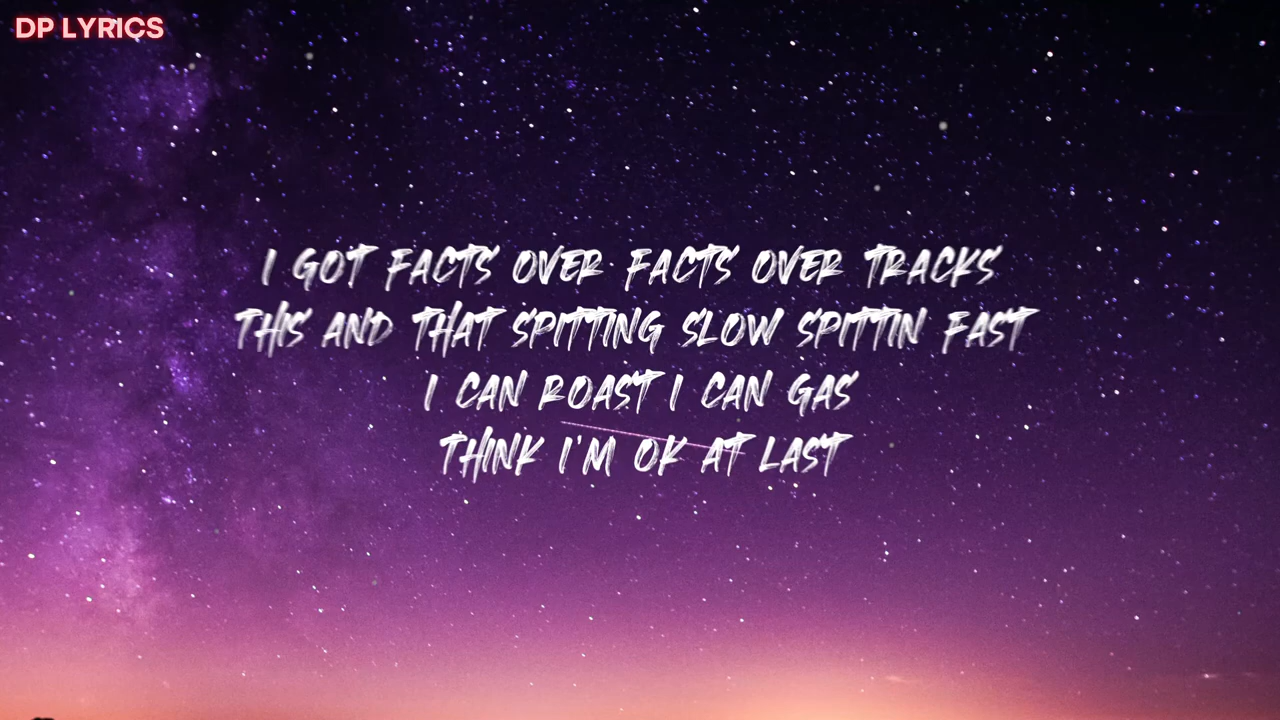 DP LYRICS
I GOT FACTS OVER FACTS OVER TRACKS
THIS AND THAT SPITTING SLOW SPITTIN FAST
I CAN ROAST I CAN GAS
THINK I'M OK AT LAST